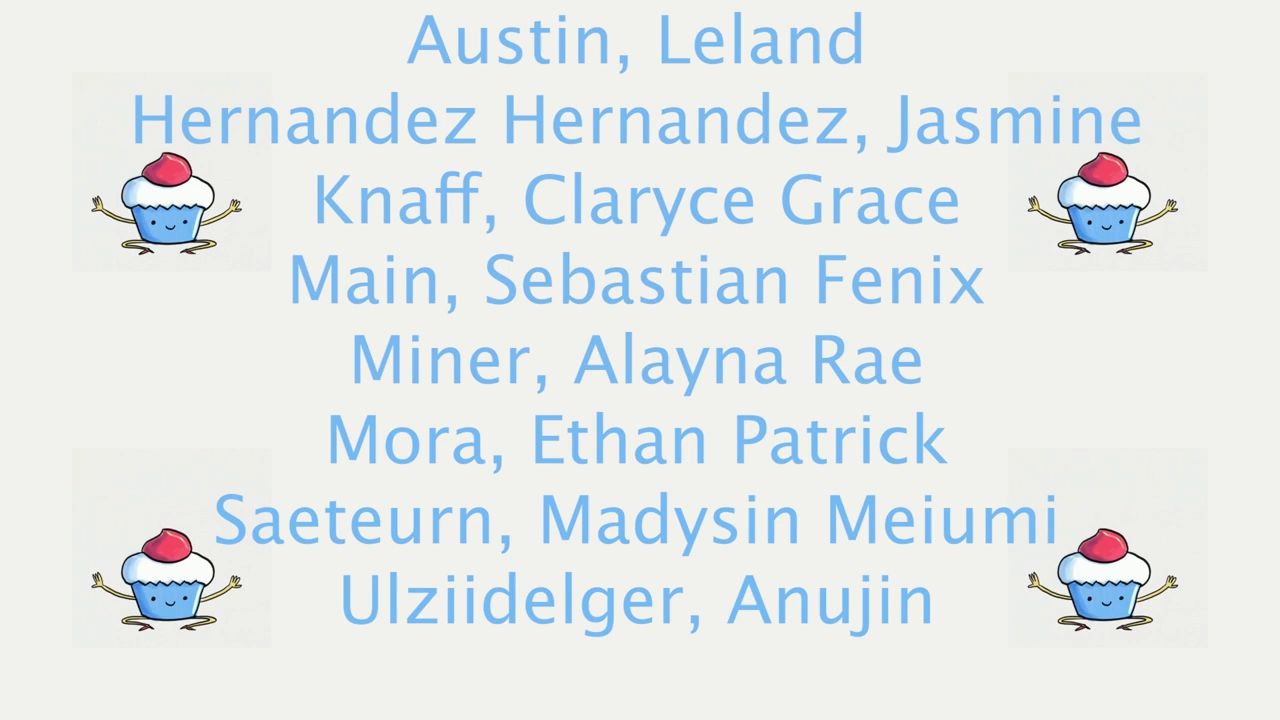 Austin, Leland
Hernandez Hernandez, Jasmine
Knaff, Claryce Grace
Main, Sebastian Fenix
Miner, Alayna Rae
Mora, Ethan Patrick
Saeteurn, Madysin Meiumi
Ulziidelger, Anujin